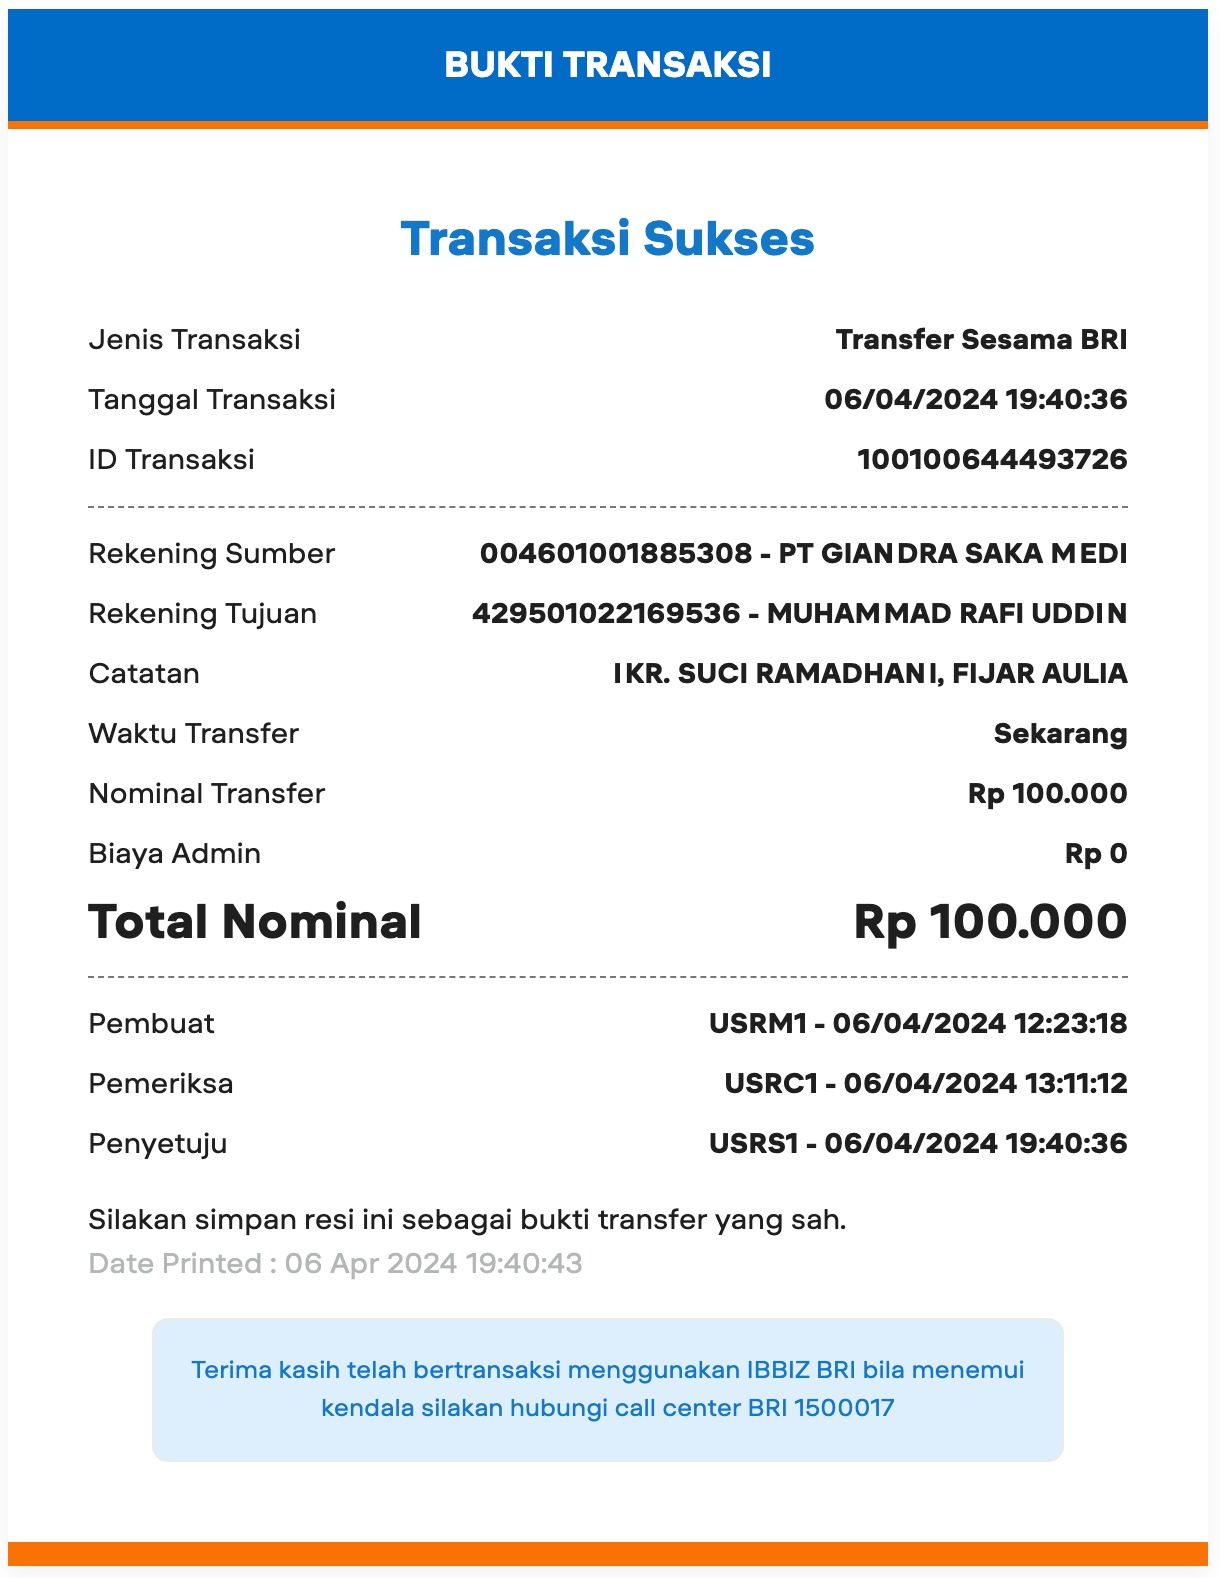 BUKTI TRANSAKSI
Transaksi Sukses
Jenis Transaksi Transfer Sesama BRI
Tanggal Transaksi 06/04/2024 19:40:36
ID Transaksi 100100644493726
Rekening Sumber 004601001885308 - PT GIANDRA SAKA MEDI
Rekening Tujuan 429501022169536 - MUHAMMAD RAFI UDDIN
Catatan IKR. SUCI RAMADHANI, FIJAR AULIA
Waktu Transfer Sekarang
Nominal Transfer Rp 100.000
Biaya Admin Rp 0
Total Nominal Rp 100.000
Pembuat USRM1 - 06/04/2024 12:23:18
Pemeriksa USRC1 - 06/04/2024 13:11:12
Penyetuju USRS1 - 06/04/2024 19:40:36
Silakan simpan resi ini sebagai bukti transfer yang sah.
Date Printed : 06 Apr 2024 19:40:43
Terima kasih telah bertransaksi menggunakan IBBIZ BRI bila menemui
kendala silakan hubungi call center BRI 1500017